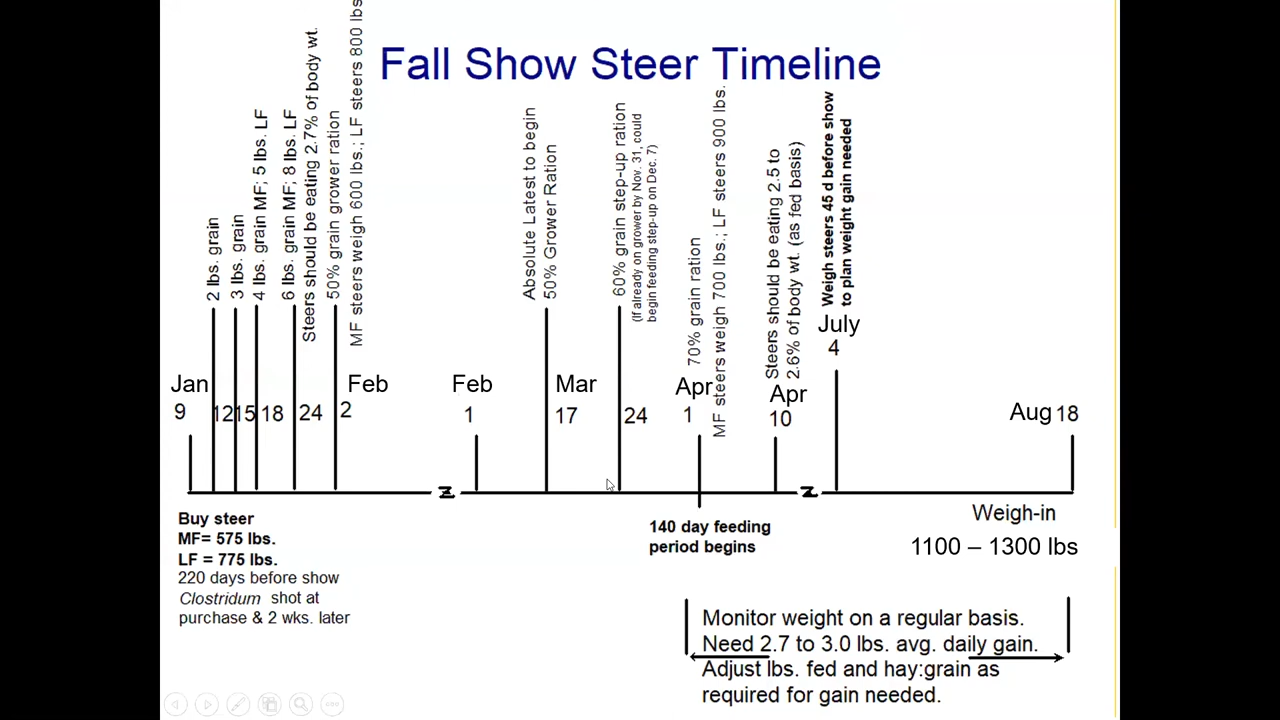 Fall Show Steer Timeline
2 lbs. grain
3 lbs. grain
4 lbs. grain MF; 5 lbs. LF
6 lbs. grain MF; 8 lbs. LF
Steers should be eating 2.7% of body wt.
50% grain grower ration
MF steers weigh 600 lbs.; LF steers 800 lbs
Absolute Latest to begin
50% Grower Ration
60% grain step-up ration
(If already on grower by Nov. 31, could
begin feeding step-up on Dec. 7)
70% grain ration
MF steers weigh 700 lbs.; LF steers 900 lbs.
Steers should be eating 2.5 to
2.6% of body wt. (as fed basis)
Weigh steers 45 d before show
to plan weight gain needed
July
4
Jan
9
12
15
18
24
Feb
2
Feb
1
Mar
17
24
Apr
1
Apr
10
Aug 18
Buy steer
MF= 575 lbs.
LF = 775 lbs.
220 days before show
Clostridum shot at
purchase & 2 wks. later
140 day feeding
period begins
Weigh-in
1100 – 1300 lbs
Monitor weight on a regular basis.
Need 2.7 to 3.0 lbs. avg. daily gain.
Adjust lbs. fed and hay:grain as
required for gain needed.